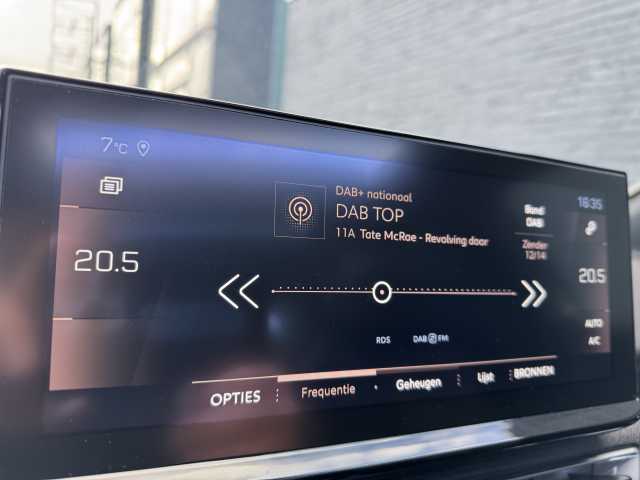 7°C
DAB+ nationaal
DAB TOP
11A Tate McRae - Revolving door
Band
DAB
Zender
12/14
16:35
20.5
20.5
RDS
DAB FM
AUTO
A/C
OPTIES
Frequentie
Geheugen
Lijst
BRONNEN